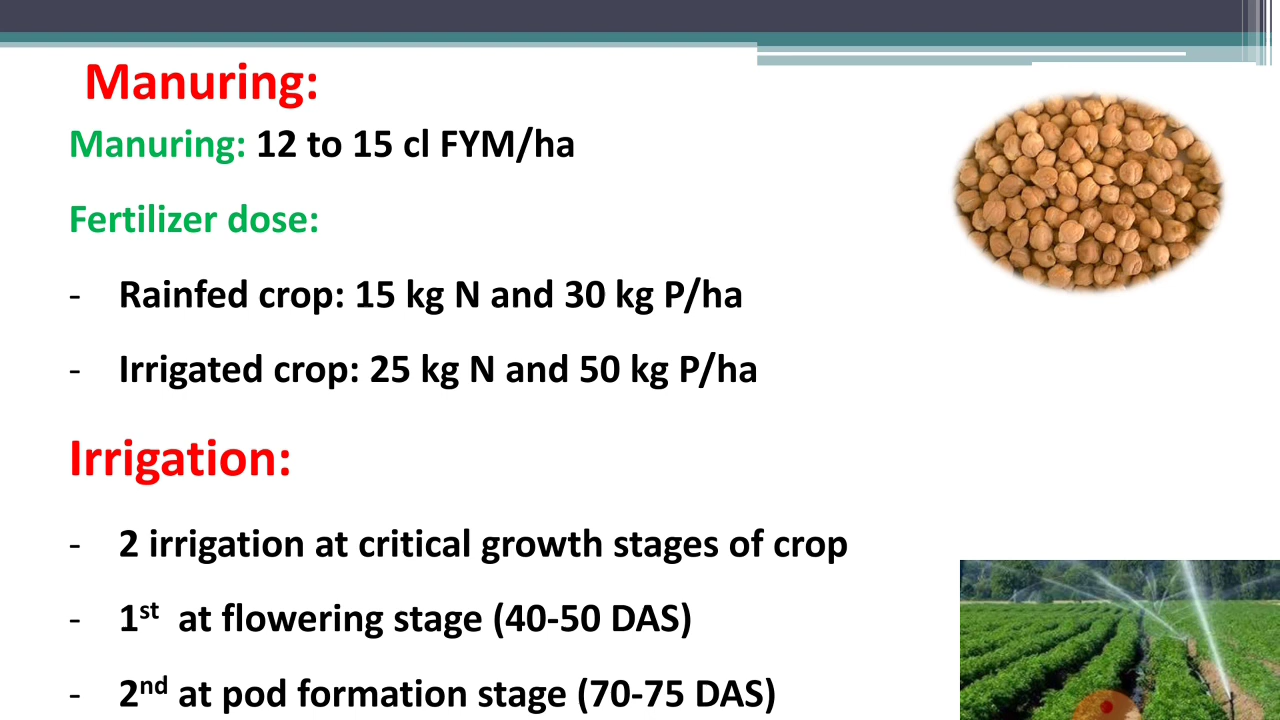 Manuring:
Manuring: 12 to 15 cl FYM/ha
Fertilizer dose:
- Rainfed crop: 15 kg N and 30 kg P/ha
- Irrigated crop: 25 kg N and 50 kg P/ha
Irrigation:
- 2 irrigation at critical growth stages of crop
- 1st at flowering stage (40-50 DAS)
- 2nd at pod formation stage (70-75 DAS)